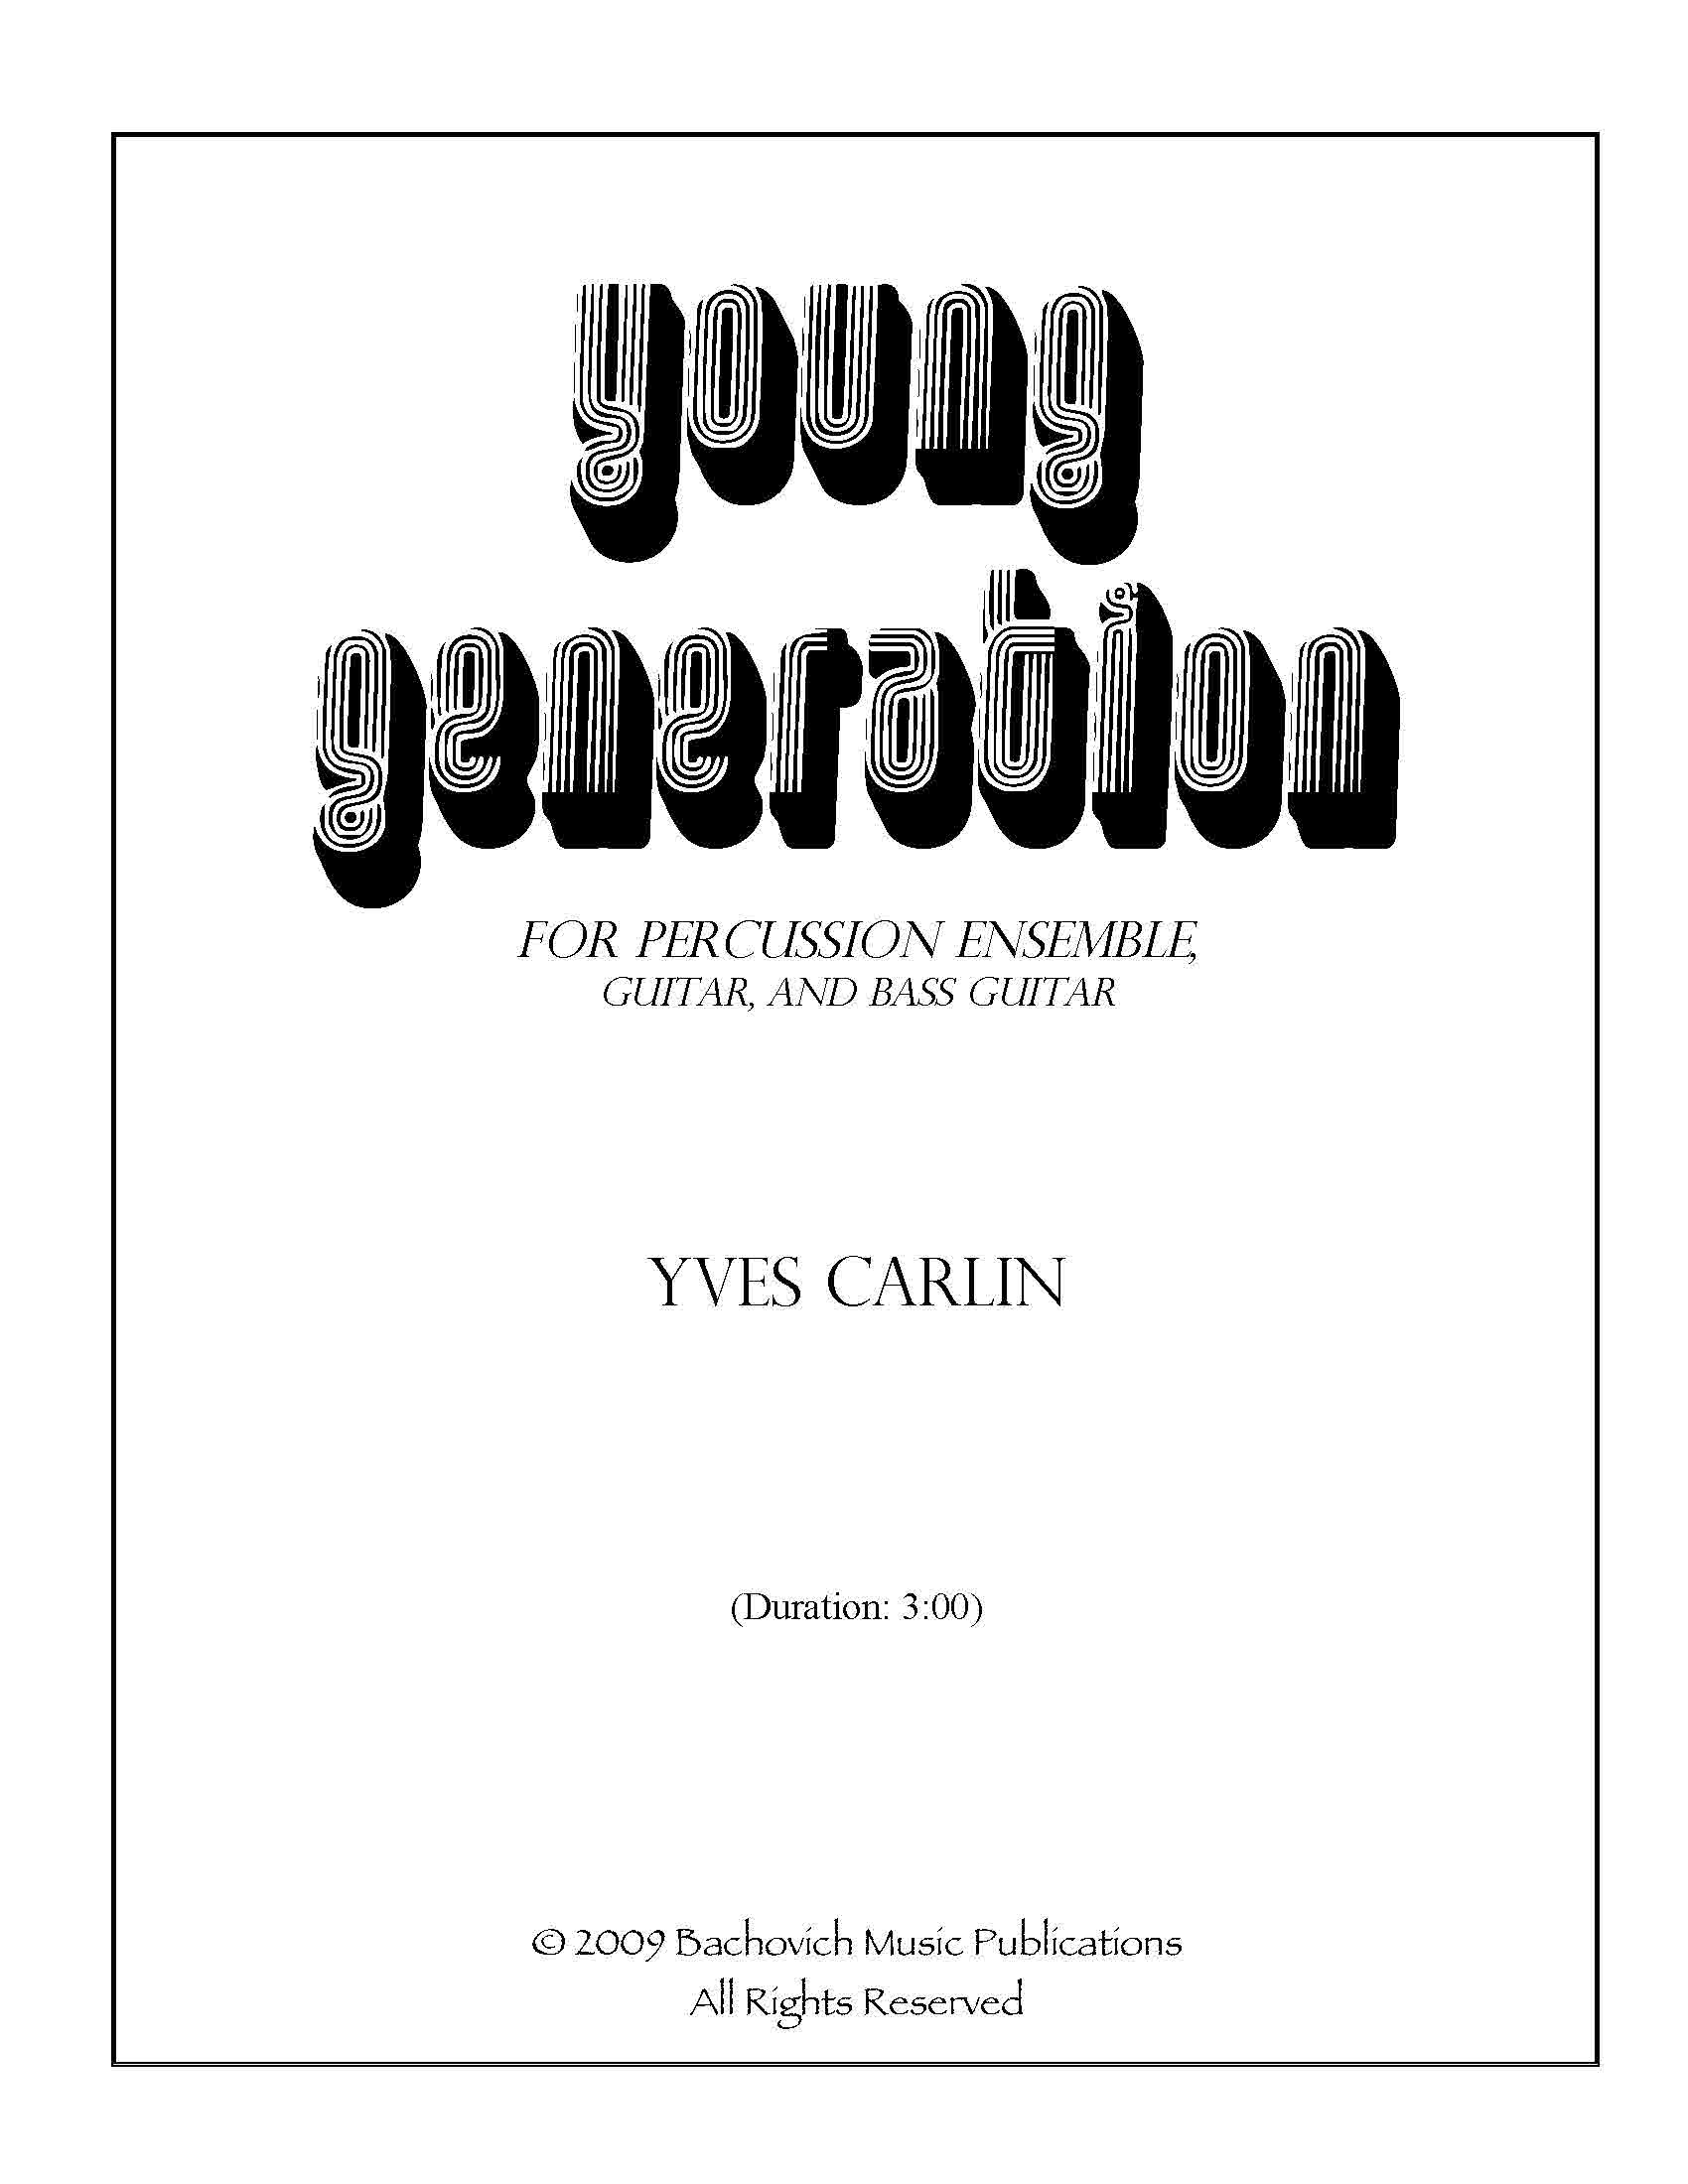 young
generation
FOR PERCUSSION ENSEMBLE,
GUITAR, AND BASS GUITAR
YVES CARLIN
(Duration: 3:00)
© 2009 Bachovich Music Publications
All Rights Reserved